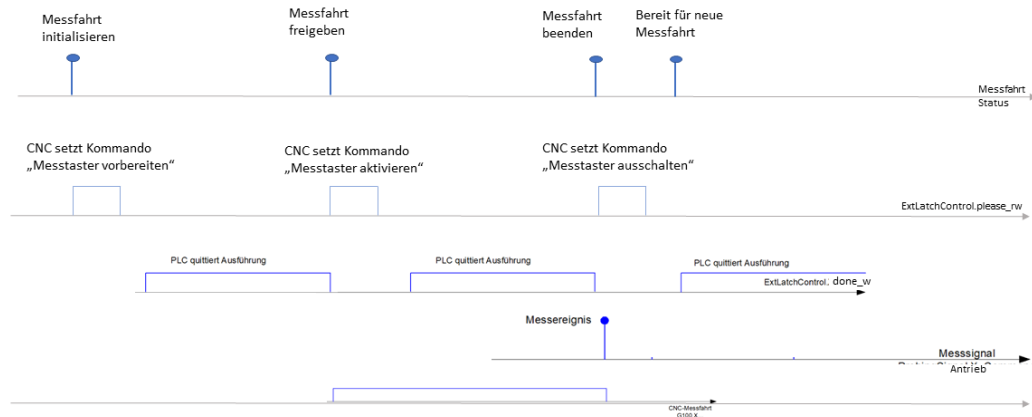 Messfahrt
initialisieren
Messfahrt
freigeben
Messfahrt
beenden
Bereit für neue
Messfahrt
Messfahrt
Status
CNC setzt Kommando
„Messtaster vorbereiten“
CNC setzt Kommando
„Messtaster aktivieren“
CNC setzt Kommando
„Messtaster ausschalten“
ExtLatchControl.please_rw
PLC quittiert Ausführung
PLC quittiert Ausführung
PLC quittiert Ausführung
ExtLatchControl. done_w
Messereignis
Messsignal
Antrieb
CNC-Messfahrt
G100 X